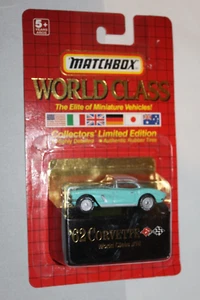 5+
MATCHBOX
WORLD CLASS
The Elite of Miniature Vehicles!
Collectors' Limited Edition
Authentic Rubber Tires
'62 CORVETTE